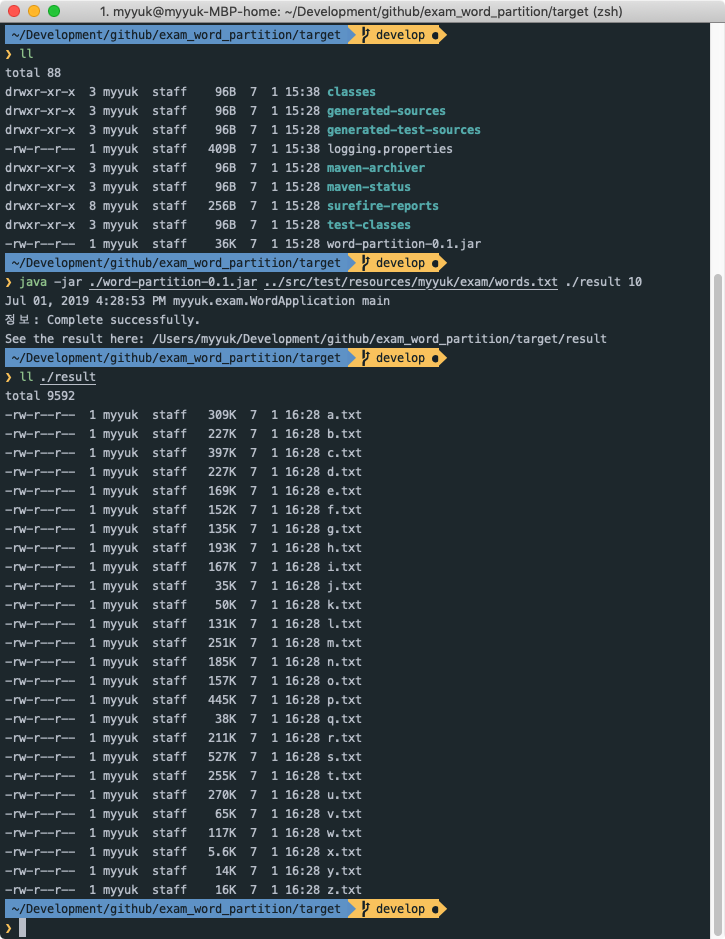 1. myyuk@myyuk-MBP-home: ~/Development/github/exam_word_partition/target (zsh)
~/Development/github/exam_word_partition/target develop ●
❯ ll
total 88
drwxr-xr-x 3 myyuk staff 96B 7 1 15:38 classes
drwxr-xr-x 3 myyuk staff 96B 7 1 15:28 generated-sources
drwxr-xr-x 3 myyuk staff 96B 7 1 15:28 generated-test-sources
-rw-r--r-- 1 myyuk staff 409B 7 1 15:38 logging.properties
drwxr-xr-x 3 myyuk staff 96B 7 1 15:28 maven-archiver
drwxr-xr-x 3 myyuk staff 96B 7 1 15:28 maven-status
drwxr-xr-x 8 myyuk staff 256B 7 1 15:28 surefire-reports
drwxr-xr-x 3 myyuk staff 96B 7 1 15:28 test-classes
-rw-r--r-- 1 myyuk staff 36K 7 1 15:28 word-partition-0.1.jar
~/Development/github/exam_word_partition/target develop ●
❯ java -jar ./word-partition-0.1.jar ../src/test/resources/myyuk/exam/words.txt ./result 10
Jul 01, 2019 4:28:53 PM myyuk.exam.WordApplication main
정보: Complete successfully.
See the result here: /Users/myyuk/Development/github/exam_word_partition/target/result
~/Development/github/exam_word_partition/target develop ●
❯ ll ./result
total 9592
-rw-r--r-- 1 myyuk staff 309K 7 1 16:28 a.txt
-rw-r--r-- 1 myyuk staff 227K 7 1 16:28 b.txt
-rw-r--r-- 1 myyuk staff 397K 7 1 16:28 c.txt
-rw-r--r-- 1 myyuk staff 227K 7 1 16:28 d.txt
-rw-r--r-- 1 myyuk staff 169K 7 1 16:28 e.txt
-rw-r--r-- 1 myyuk staff 152K 7 1 16:28 f.txt
-rw-r--r-- 1 myyuk staff 135K 7 1 16:28 g.txt
-rw-r--r-- 1 myyuk staff 193K 7 1 16:28 h.txt
-rw-r--r-- 1 myyuk staff 167K 7 1 16:28 i.txt
-rw-r--r-- 1 myyuk staff 35K 7 1 16:28 j.txt
-rw-r--r-- 1 myyuk staff 50K 7 1 16:28 k.txt
-rw-r--r-- 1 myyuk staff 131K 7 1 16:28 l.txt
-rw-r--r-- 1 myyuk staff 251K 7 1 16:28 m.txt
-rw-r--r-- 1 myyuk staff 185K 7 1 16:28 n.txt
-rw-r--r-- 1 myyuk staff 157K 7 1 16:28 o.txt
-rw-r--r-- 1 myyuk staff 445K 7 1 16:28 p.txt
-rw-r--r-- 1 myyuk staff 38K 7 1 16:28 q.txt
-rw-r--r-- 1 myyuk staff 211K 7 1 16:28 r.txt
-rw-r--r-- 1 myyuk staff 527K 7 1 16:28 s.txt
-rw-r--r-- 1 myyuk staff 255K 7 1 16:28 t.txt
-rw-r--r-- 1 myyuk staff 270K 7 1 16:28 u.txt
-rw-r--r-- 1 myyuk staff 65K 7 1 16:28 v.txt
-rw-r--r-- 1 myyuk staff 117K 7 1 16:28 w.txt
-rw-r--r-- 1 myyuk staff 5.6K 7 1 16:28 x.txt
-rw-r--r-- 1 myyuk staff 14K 7 1 16:28 y.txt
-rw-r--r-- 1 myyuk staff 16K 7 1 16:28 z.txt
~/Development/github/exam_word_partition/target develop ●
❯